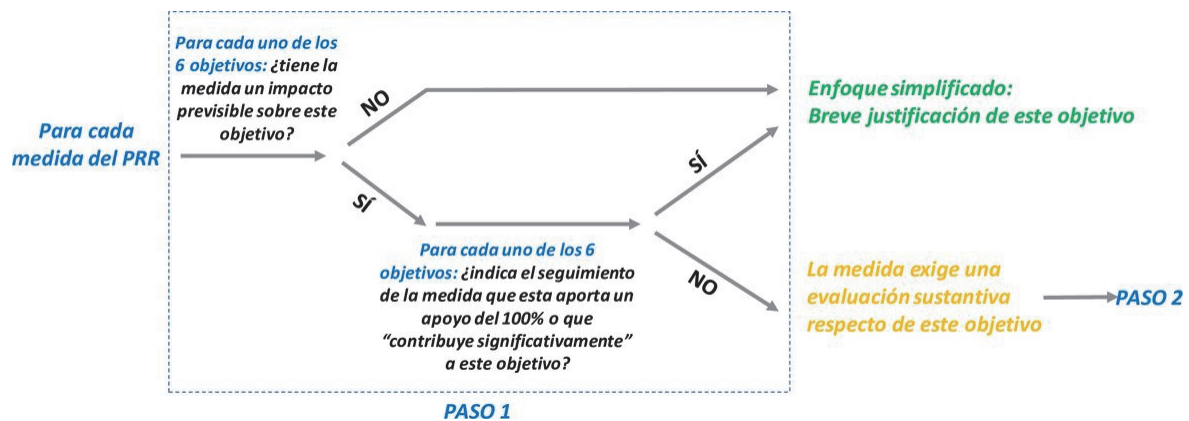 Para cada
medida del PRR
Para cada uno de los
6 objetivos: ¿tiene la
medida un impacto
previsible sobre este
objetivo?
NO
SÍ
Para cada uno de los 6
objetivos: ¿indica el seguimiento
de la medida que esta aporta un
apoyo del 100% o que
“contribuye significativamente”
a este objetivo?
SÍ
NO
Enfoque simplificado:
Breve justificación de este objetivo
La medida exige una
evaluación sustantiva
respecto de este objetivo
PASO 2
PASO 1